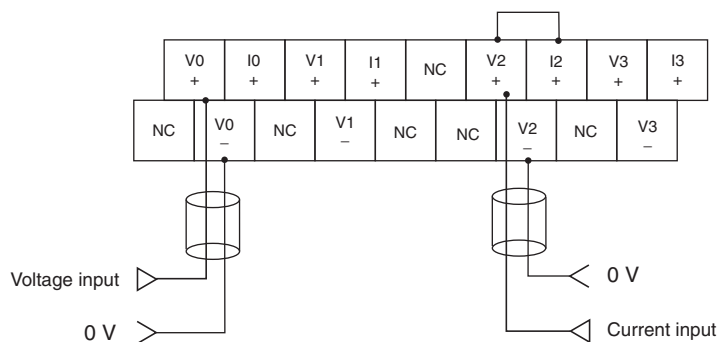 V0 + I0 + V1 + I1 + NC V2 + I2 + V3 + I3 +
NC V0 – NC V1 – NC NC V2 – NC V3 –
Voltage input
0 V
0 V
Current input